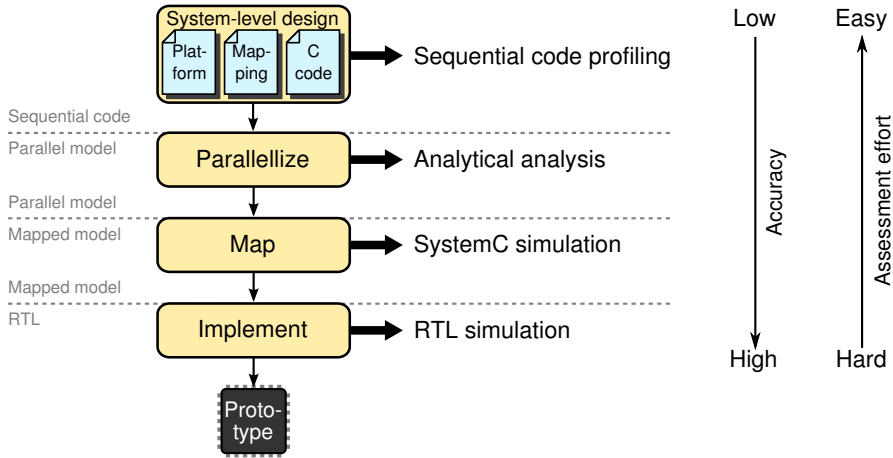 System-level design
Plat-
form
Map-
ping
C
code
Sequential code profiling
Low
Easy
Sequential code
Parallel model
Parallellize
Analytical analysis
Parallel model
Mapped model
Map
SystemC simulation
Mapped model
RTL
Implement
RTL simulation
Accuracy
Assessment effort
High
Hard
Proto-
type